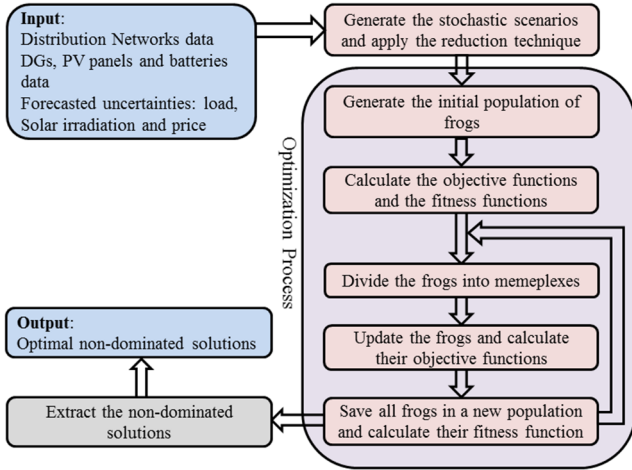 Input:
Distribution Networks data
DGs, PV panels and batteries
data
Forecasted uncertainties: load,
Solar irradiation and price
Generate the stochastic scenarios
and apply the reduction technique
Optimization Process
Generate the initial population of
frogs
Calculate the objective functions
and the fitness functions
Divide the frogs into memeplexes
Update the frogs and calculate
their objective functions
Save all frogs in a new population
and calculate their fitness function
Extract the non-dominated
solutions
Output:
Optimal non-dominated solutions